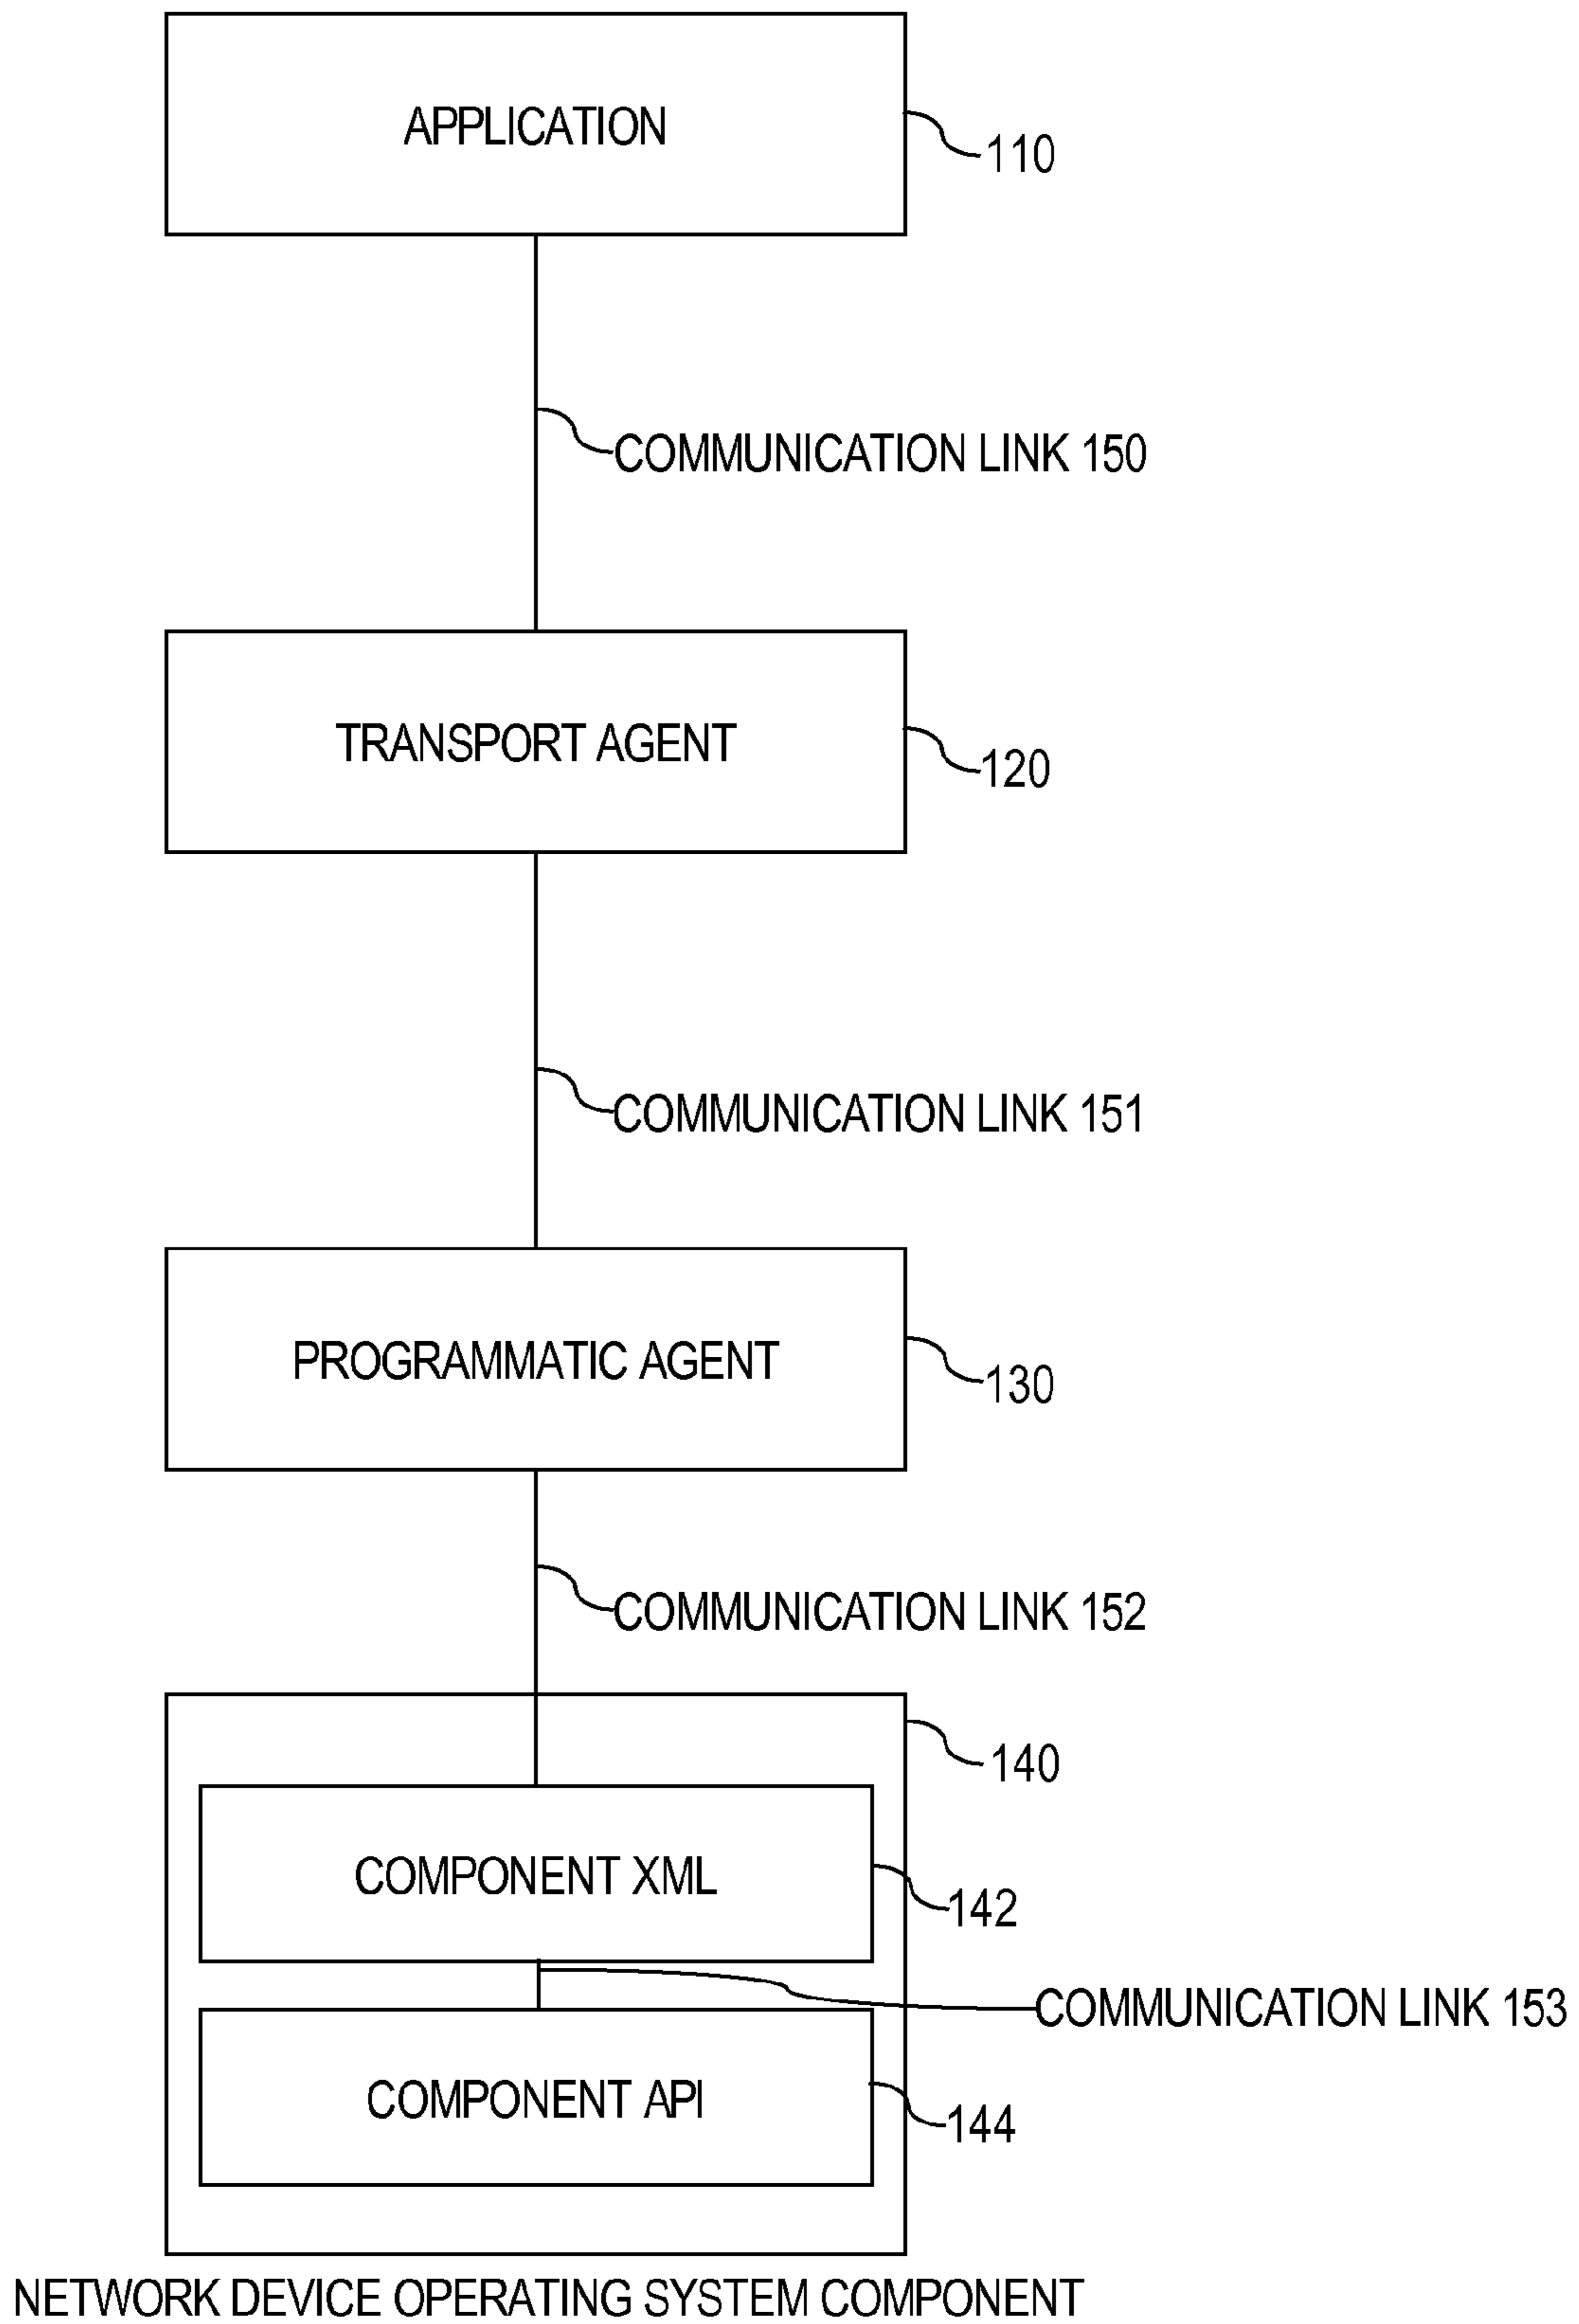 APPLICATION
110
COMMUNICATION LINK 150
TRANSPORT AGENT
120
COMMUNICATION LINK 151
PROGRAMMATIC AGENT
130
COMMUNICATION LINK 152
140
COMPONENT XML
142
COMMUNICATION LINK 153
COMPONENT API
144
NETWORK DEVICE OPERATING SYSTEM COMPONENT